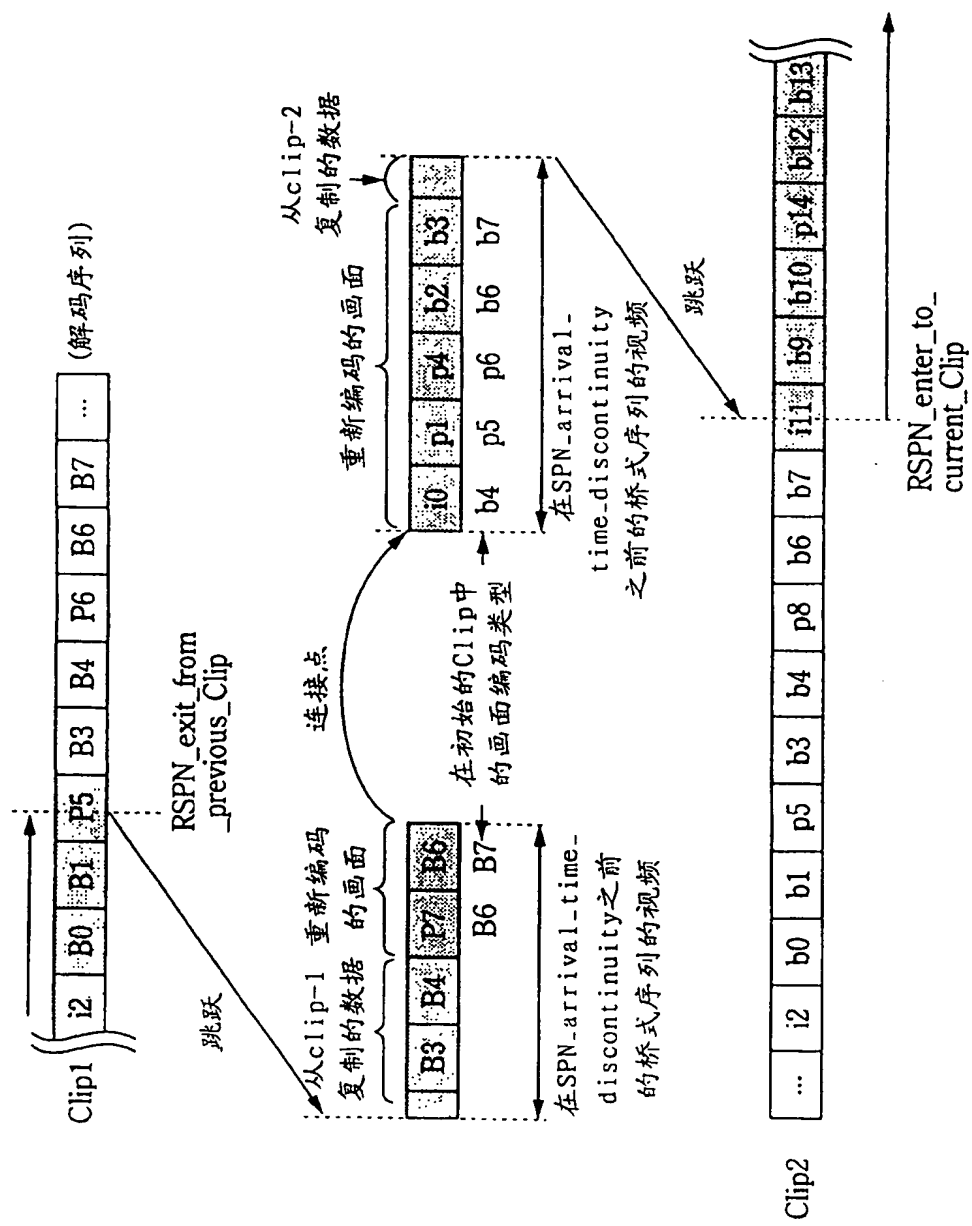 Clip1
i2 B0 B1 P5 B3 B4 P6 B6 B7 ...
(解码序列)
RSPN_exit_from
_previous_Clip
跳跃
从clip-1
复制的数据
重新编码
的画面
连接点
重新编码的画面
从clip-2
复制的数据
B3 B4 P7 B6
B6 B7
i0 p1 p4 b2 b3
b4 p5 p6 b6 b7
在初始的Clip中
的画面编码类型
在SPN_arrival_time_
discontinuity之前
的桥式序列的视频
在SPN_arrival_
time_discontinuity
之前的桥式序列的视频
跳跃
Clip2
... i2 b0 b1 p5 b3 b4 p8 b6 b7 i11 b9 b10 p14 b12 b13
RSPN_enter_to_
current_Clip